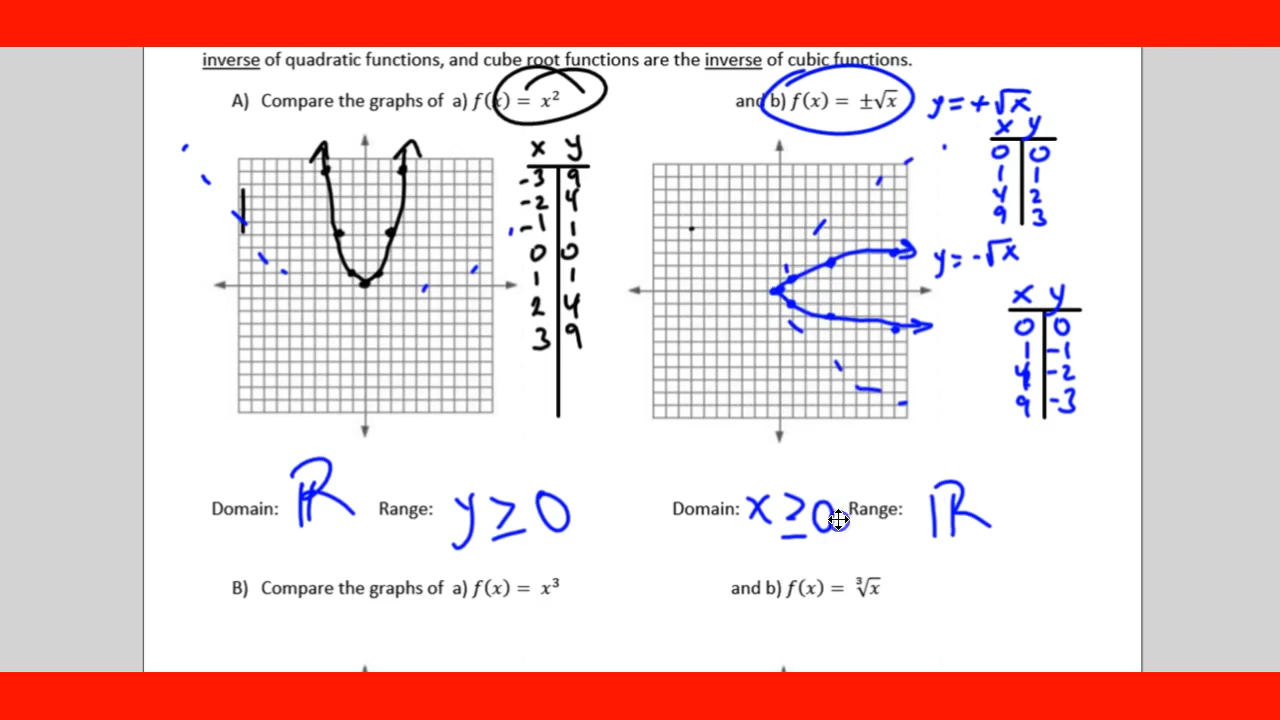 inverse of quadratic functions, and cube root functions are the inverse of cubic functions.
A) Compare the graphs of a) f(x) = x²
and b) f(x) = ±√x
y = +√x
x y
0 0
1 1
4 2
9 3
x y
-3 9
-2 4
-1 1
0 0
1 1
2 4
3 9
y = -√x
x y
0 0
1 -1
4 -2
9 -3
Domain: ℝ Range: y ≥ 0
Domain: x ≥ 0 Range: ℝ
B) Compare the graphs of a) f(x) = x³
and b) f(x) = ∛x